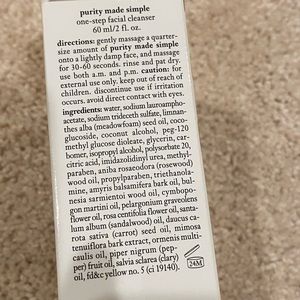 purity made simple
one-step facial cleanser
60 ml/2 fl. oz.
directions: gently massage a quarter-
size amount of purity made simple
onto a lightly damp face, and massage
for 30-60 seconds. rinse and pat dry.
use both a.m. and p.m. caution: for
external use only. keep out of reach of
children. discontinue use if irritation
occurs. avoid direct contact with eyes.
ingredients: water, sodium lauroampho-
acetate, sodium trideceth sulfate, limnan-
thes alba (meadowfoam) seed oil, coco-
glucoside, coconut alcohol, peg-120
methyl glucose dioleate, glycerin, car-
bomer, isopropyl alcohol, polysorbate 20,
citric acid, imidazolidinyl urea, methyl-
paraben, aniba rosaeodora (rosewood)
wood oil, propylparaben, triethanola-
mine, amyris balsamifera bark oil, bul-
nesia sarmientoi wood oil, cymbopo-
gon martini oil, pelargonium graveolens
flower oil, rosa centifolia flower oil, santa-
lum album (sandalwood) oil, daucus ca-
rota sativa (carrot) seed oil, mimosa
tenuiflora bark extract, ormenis multi-
caulis oil, piper nigrum (pep-
per) fruit oil, salvia sclarea (clary)
oil, fd&c yellow no. 5 (ci 19140).
24M